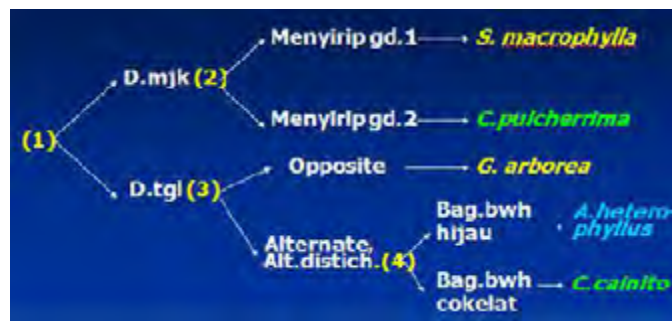 Menyirip gd.1
S. macrophylla
D.mjk (2)
Menyirip gd.2
C.pulcherrima
(1)
Opposite
G. arborea
D.tgl (3)
Bag.bwh
hijau
A.hetero-
phyllus
Alternate,
Alt.distich.(4)
Bag.bwh
cokelat
C.cainito